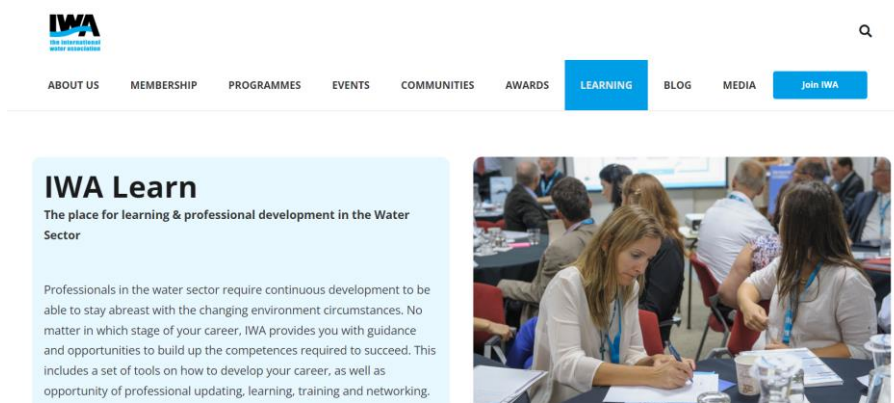 IWA
the international
water association
ABOUT US MEMBERSHIP PROGRAMMES EVENTS COMMUNITIES AWARDS LEARNING BLOG MEDIA Join IWA
IWA Learn
The place for learning & professional development in the Water
Sector
Professionals in the water sector require continuous development to be
able to stay abreast with the changing environment circumstances. No
matter in which stage of your career, IWA provides you with guidance
and opportunities to build up the competences required to succeed. This
includes a set of tools on how to develop your career, as well as
opportunity of professional updating, learning, training and networking.